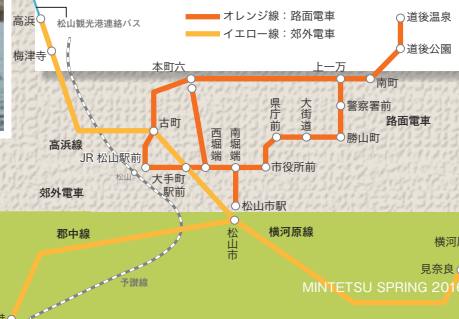 高浜
松山観光港連絡バス
梅津寺
オレンジ線：路面電車
イエロー線：郊外電車
道後温泉
道後公園
本町六
上一万
南町
警察署前
路面電車
勝山町
大街道
県庁前
南堀端
西堀端
古町
高浜線
JR 松山駅前
松山
大手町
駅前
市役所前
郊外電車
松山市駅
郡中線
松山市
横河原線
予讃線
見奈良
MINTETSU SPRING 2016